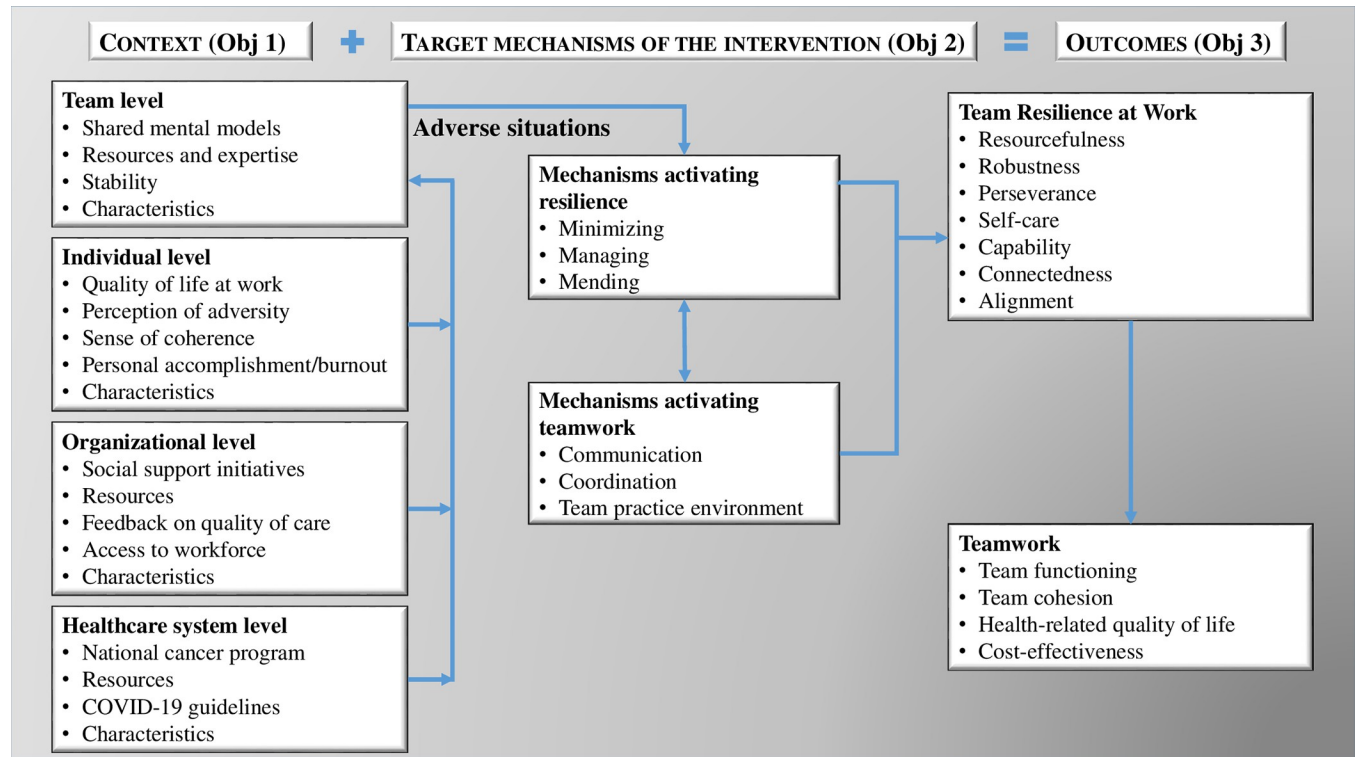 CONTEXT (Obj 1)
TARGET MECHANISMS OF THE INTERVENTION (Obj 2)
OUTCOMES (Obj 3)
Team level
• Shared mental models
• Resources and expertise
• Stability
• Characteristics
Individual level
• Quality of life at work
• Perception of adversity
• Sense of coherence
• Personal accomplishment/burnout
• Characteristics
Organizational level
• Social support initiatives
• Resources
• Feedback on quality of care
• Access to workforce
• Characteristics
Healthcare system level
• National cancer program
• Resources
• COVID-19 guidelines
• Characteristics
Adverse situations
Mechanisms activating
resilience
• Minimizing
• Managing
• Mending
Mechanisms activating
teamwork
• Communication
• Coordination
• Team practice environment
Team Resilience at Work
• Resourcefulness
• Robustness
• Perseverance
• Self-care
• Capability
• Connectedness
• Alignment
Teamwork
• Team functioning
• Team cohesion
• Health-related quality of life
• Cost-effectiveness